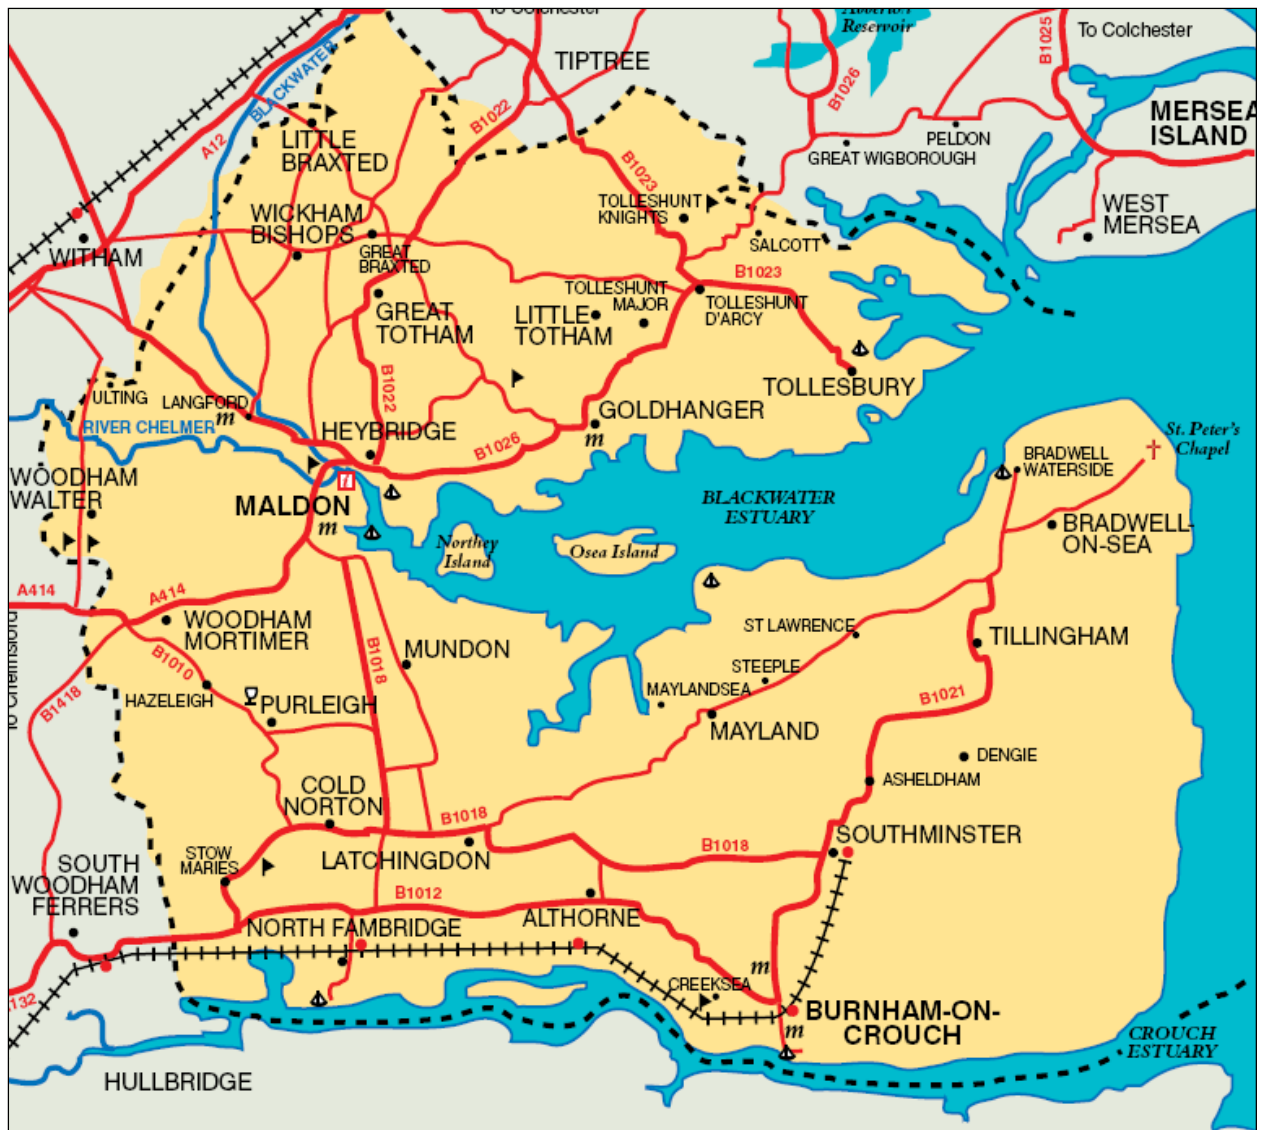 To Colchester
Abberton
Reservoir
B1025
To Colchester
TIPTREE
BLACKWATER
B1026
B1022
A12
MERSEA
ISLAND
LITTLE
BRAXTED
PELDON
GREAT WIGBOROUGH
B1023
TOLLESHUNT
KNIGHTS
WICKHAM
BISHOPS
WEST
MERSEA
SALCOTT
WITHAM
GREAT
BRAXTED
B1023
TOLLESHUNT
MAJOR
TOLLESHUNT
D'ARCY
GREAT
TOTHAM
LITTLE
TOTHAM
B1022
TOLLESBURY
ULTING
LANGFORD
m
GOLDHANGER
m
RIVER CHELMER
HEYBRIDGE
B1026
St. Peter's
Chapel
BRADWELL
WATERSIDE
WOODHAM
WALTER
i
MALDON
m
BLACKWATER
ESTUARY
BRADWELL-
ON-SEA
Northey
Island
Osea Island
A414
A414
To Chelmsford
WOODHAM
MORTIMER
ST LAWRENCE
TILLINGHAM
B1018
MUNDON
B1010
STEEPLE
MAYLANDSEA
HAZELEIGH
PURLEIGH
B1418
B1021
MAYLAND
DENGIE
ASHELDHAM
COLD
NORTON
B1018
SOUTHMINSTER
B1018
STOW
MARIES
LATCHINGDON
SOUTH
WOODHAM
FERRERS
B1012
ALTHORNE
NORTH FAMBRIDGE
m
CREEKSEA
132
BURNHAM-ON-
CROUCH
m
CROUCH
ESTUARY
HULLBRIDGE